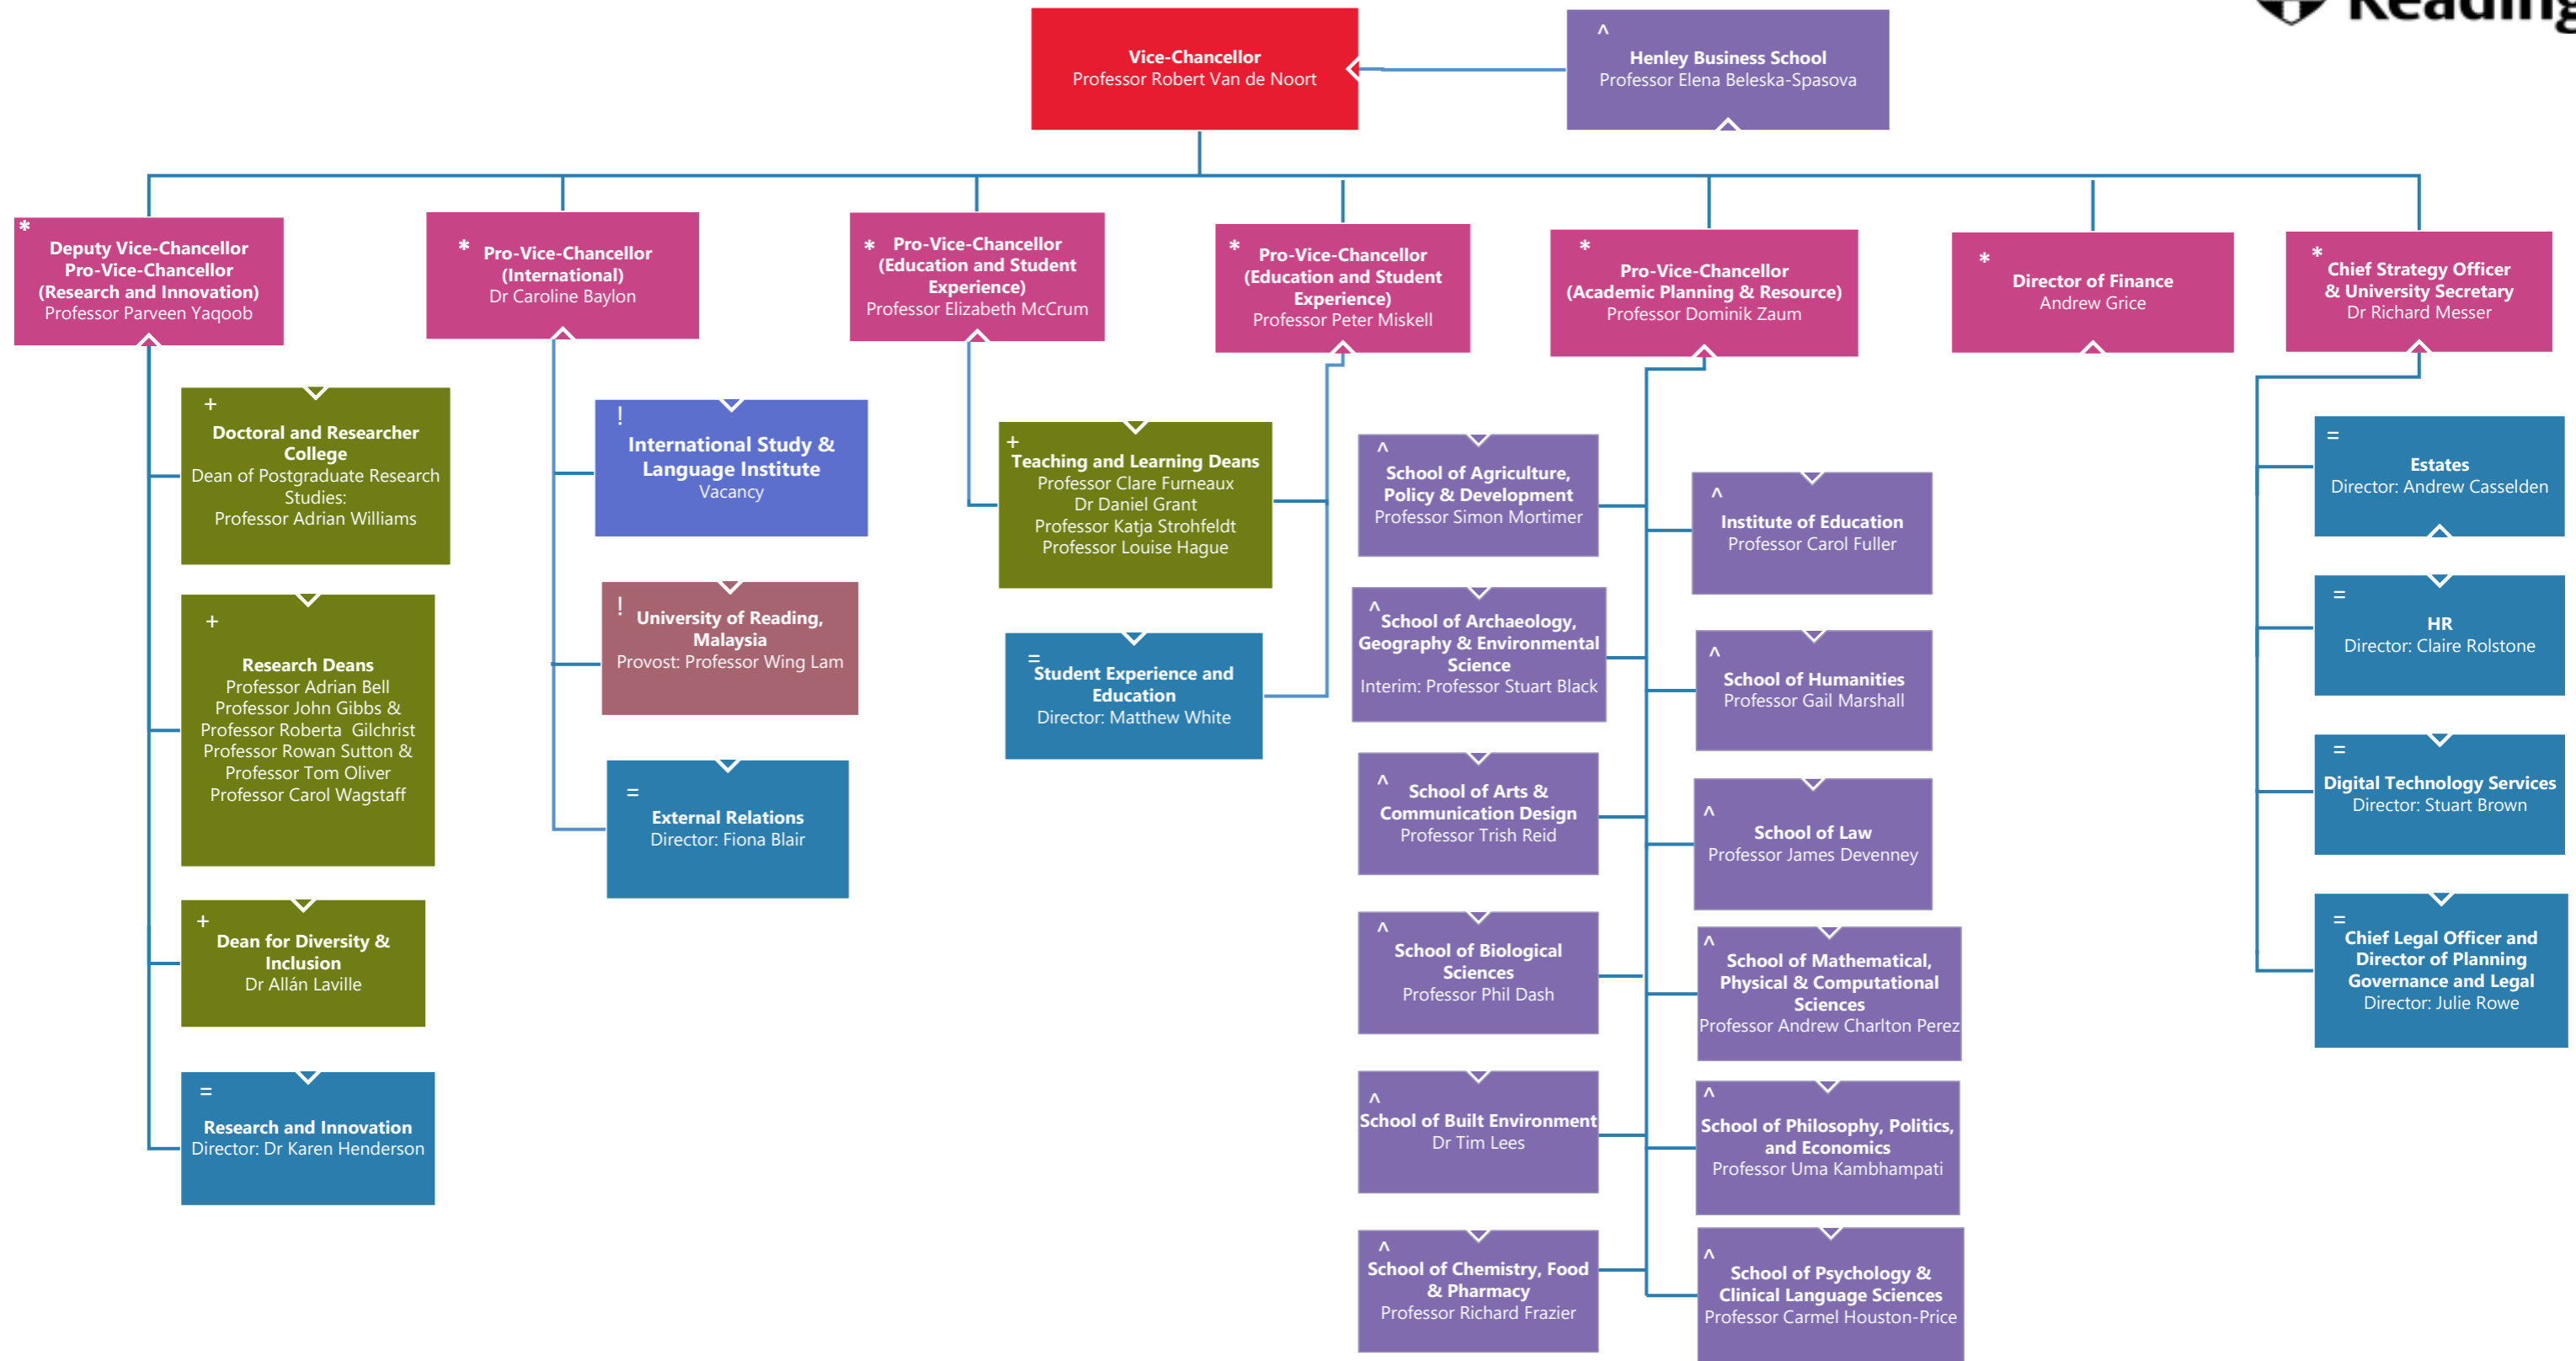 Reading
Vice-Chancellor
Professor Robert Van de Noort
^
Henley Business School
Professor Elena Beleska-Spasova
*
Deputy Vice-Chancellor
Pro-Vice-Chancellor
(Research and Innovation)
Professor Parveen Yaqoob
*
Pro-Vice-Chancellor
(International)
Dr Caroline Baylon
*
Pro-Vice-Chancellor
(Education and Student
Experience)
Professor Elizabeth McCrum
*
Pro-Vice-Chancellor
(Education and Student
Experience)
Professor Peter Miskell
*
Pro-Vice-Chancellor
(Academic Planning & Resource)
Professor Dominik Zaum
*
Director of Finance
Andrew Grice
*
Chief Strategy Officer
& University Secretary
Dr Richard Messer
+
Doctoral and Researcher
College
Dean of Postgraduate Research
Studies:
Professor Adrian Williams
+
Research Deans
Professor Adrian Bell
Professor John Gibbs &
Professor Roberta  Gilchrist
Professor Rowan Sutton &
Professor Tom Oliver
Professor Carol Wagstaff
+
Dean for Diversity &
Inclusion
Dr Allán Laville
=
Research and Innovation
Director: Dr Karen Henderson
!
International Study &
Language Institute
Vacancy
!
University of Reading,
Malaysia
Provost: Professor Wing Lam
=
External Relations
Director: Fiona Blair
+
Teaching and Learning Deans
Professor Clare Furneaux
Dr Daniel Grant
Professor Katja Strohfeldt
Professor Louise Hague
=
Student Experience and
Education
Director: Matthew White
^
School of Agriculture,
Policy & Development
Professor Simon Mortimer
^
School of Archaeology,
Geography & Environmental
Science
Interim: Professor Stuart Black
^
School of Arts &
Communication Design
Professor Trish Reid
^
School of Biological
Sciences
Professor Phil Dash
^
School of Built Environment
Dr Tim Lees
^
School of Chemistry, Food
& Pharmacy
Professor Richard Frazier
^
Institute of Education
Professor Carol Fuller
^
School of Humanities
Professor Gail Marshall
^
School of Law
Professor James Devenney
^
School of Mathematical,
Physical & Computational
Sciences
Professor Andrew Charlton Perez
^
School of Philosophy, Politics,
and Economics
Professor Uma Kambhampati
^
School of Psychology &
Clinical Language Sciences
Professor Carmel Houston-Price
=
Estates
Director: Andrew Casselden
=
HR
Director: Claire Rolstone
=
Digital Technology Services
Director: Stuart Brown
=
Chief Legal Officer and
Director of Planning
Governance and Legal
Director: Julie Rowe